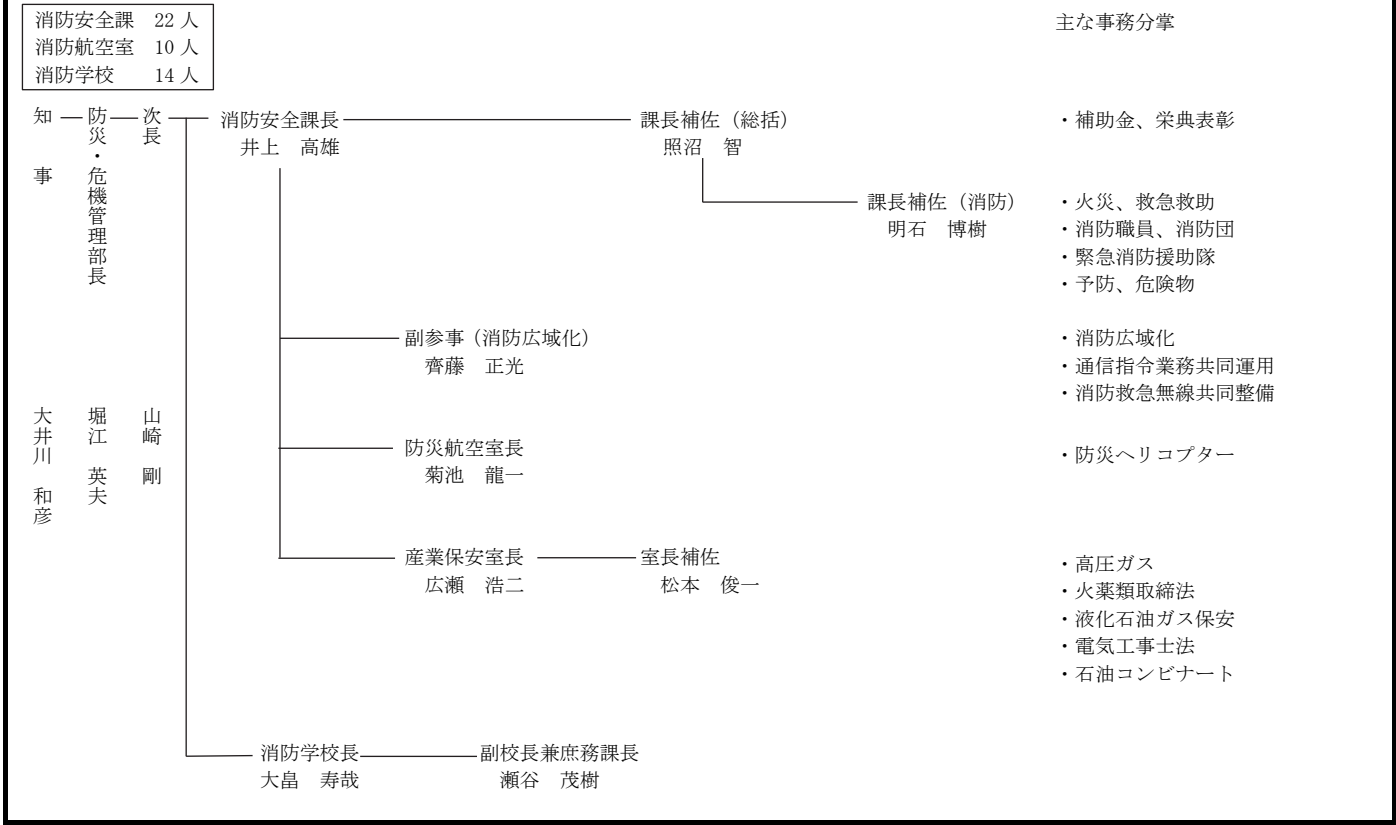 消防安全課　22人
消防航空室　10人
消防学校　14人
主な事務分掌
知　事　大井川　和彦
防災・危機管理部長　堀江　英夫
次長　山崎　剛
消防安全課長
井上　高雄
課長補佐（総括）
照沼　智
・補助金、栄典表彰
課長補佐（消防）
明石　博樹
・火災、救急救助
・消防職員、消防団
・緊急消防援助隊
・予防、危険物
副参事（消防広域化）
齊藤　正光
・消防広域化
・通信指令業務共同運用
・消防救急無線共同整備
防災航空室長
菊池　龍一
・防災ヘリコプター
産業保安室長
広瀬　浩二
室長補佐
松本　俊一
・高圧ガス
・火薬類取締法
・液化石油ガス保安
・電気工事士法
・石油コンビナート
消防学校長
大畠　寿哉
副校長兼庶務課長
瀬谷　茂樹